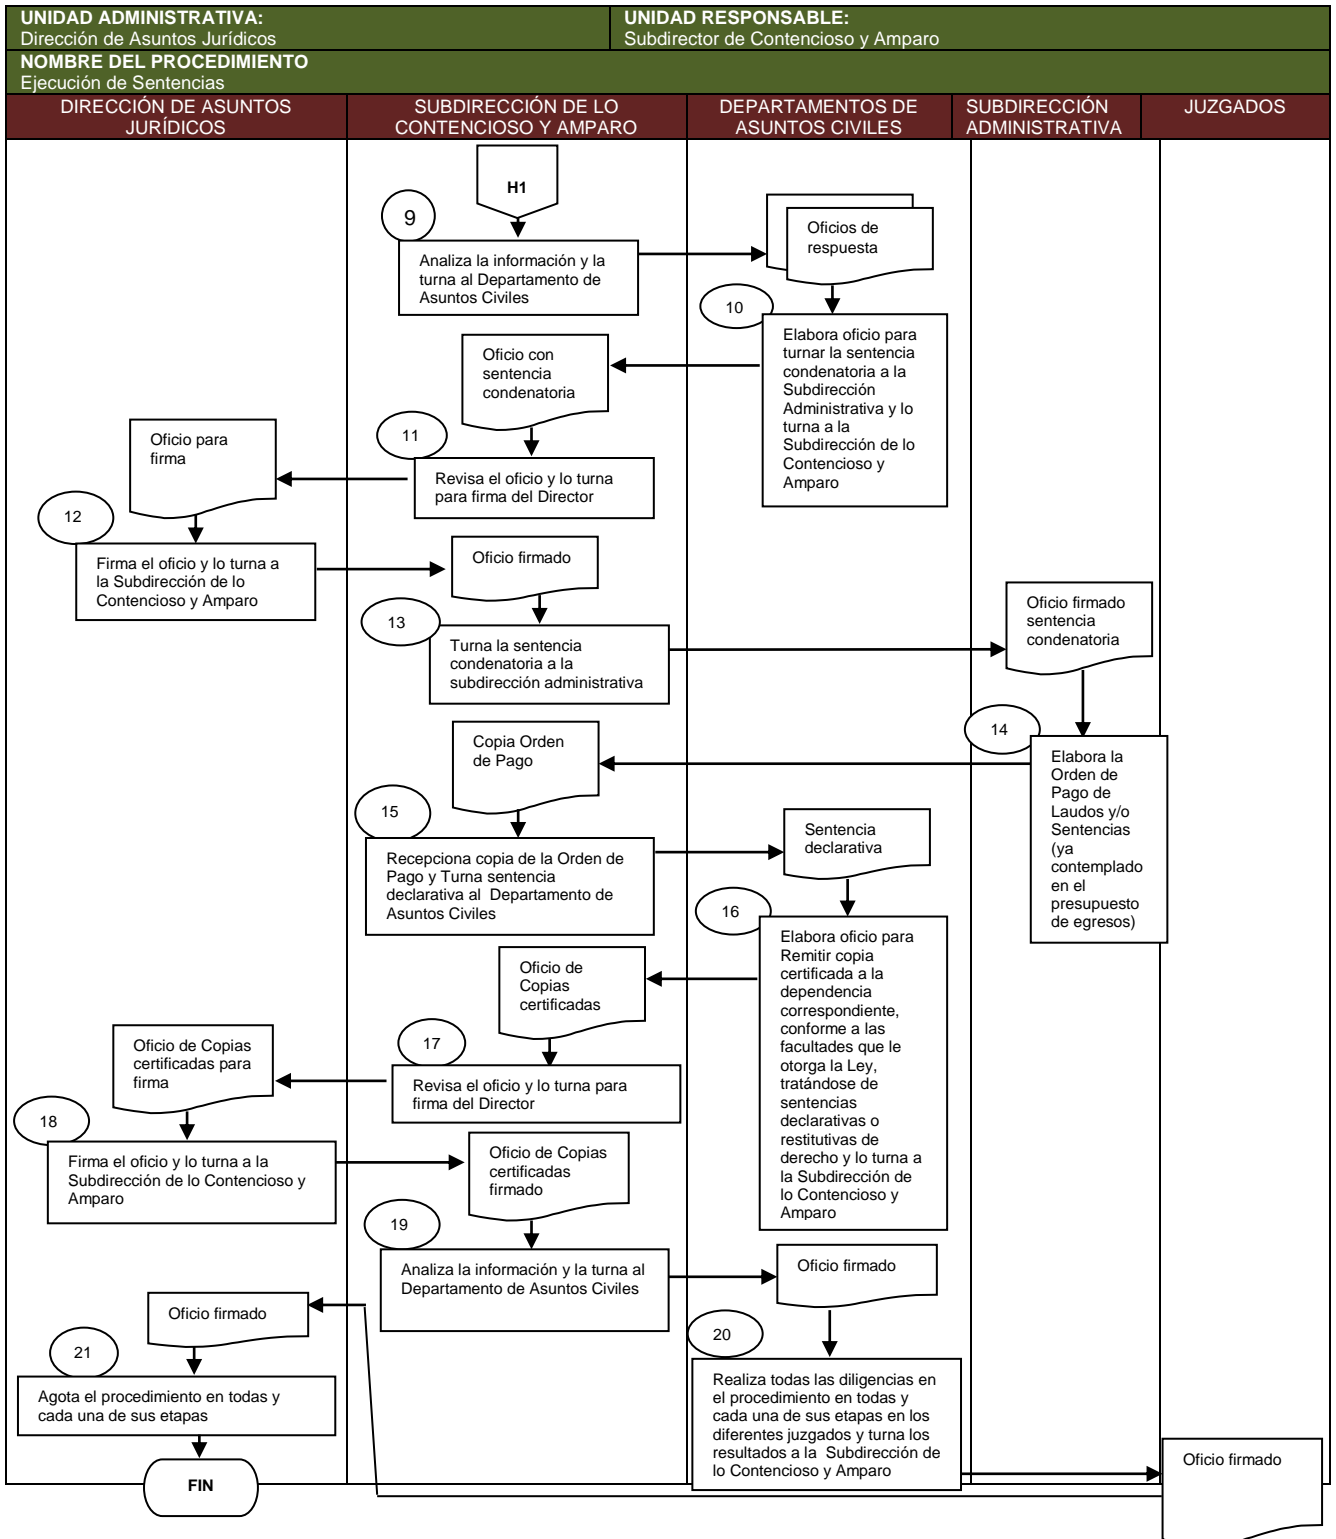 UNIDAD ADMINISTRATIVA:
Dirección de Asuntos Jurídicos
UNIDAD RESPONSABLE:
Subdirector de Contencioso y Amparo
NOMBRE DEL PROCEDIMIENTO
Ejecución de Sentencias
DIRECCIÓN DE ASUNTOS
JURÍDICOS
SUBDIRECCIÓN DE LO
CONTENCIOSO Y AMPARO
DEPARTAMENTOS DE
ASUNTOS CIVILES
SUBDIRECCIÓN
ADMINISTRATIVA
JUZGADOS
H1
9
Analiza la información y la
turna al Departamento de
Asuntos Civiles
Oficios de
respuesta
10
Elabora oficio para
turnar la sentencia
condenatoria a la
Subdirección
Administrativa y lo
turna a la
Subdirección de lo
Contencioso y
Amparo
Oficio con
sentencia
condenatoria
11
Revisa el oficio y lo turna
para firma del Director
Oficio para
firma
12
Firma el oficio y lo turna a
la Subdirección de lo
Contencioso y Amparo
Oficio firmado
13
Turna la sentencia
condenatoria a la
subdirección administrativa
Oficio firmado
sentencia
condenatoria
14
Elabora la
Orden de
Pago de
Laudos y/o
Sentencias
(ya
contemplado
en el
presupuesto
de egresos)
Copia Orden
de Pago
15
Recepciona copia de la Orden de
Pago y Turna sentencia
declarativa al  Departamento de
Asuntos Civiles
Sentencia
declarativa
16
Elabora oficio para
Remitir copia
certificada a la
dependencia
correspondiente,
conforme a las
facultades que le
otorga la Ley,
tratándose de
sentencias
declarativas o
restitutivas de
derecho y lo turna a
la Subdirección de
lo Contencioso y
Amparo
Oficio de
Copias
certificadas
17
Revisa el oficio y lo turna para
firma del Director
Oficio de Copias
certificadas para
firma
18
Firma el oficio y lo turna a la
Subdirección de lo Contencioso y
Amparo
Oficio de Copias
certificadas
firmado
19
Analiza la información y la turna al
Departamento de Asuntos Civiles
Oficio firmado
20
Realiza todas las diligencias en
el procedimiento en todas y
cada una de sus etapas en los
diferentes juzgados y turna los
resultados a la  Subdirección de
lo Contencioso y Amparo
Oficio firmado
Oficio firmado
21
Agota el procedimiento en todas y
cada una de sus etapas
FIN